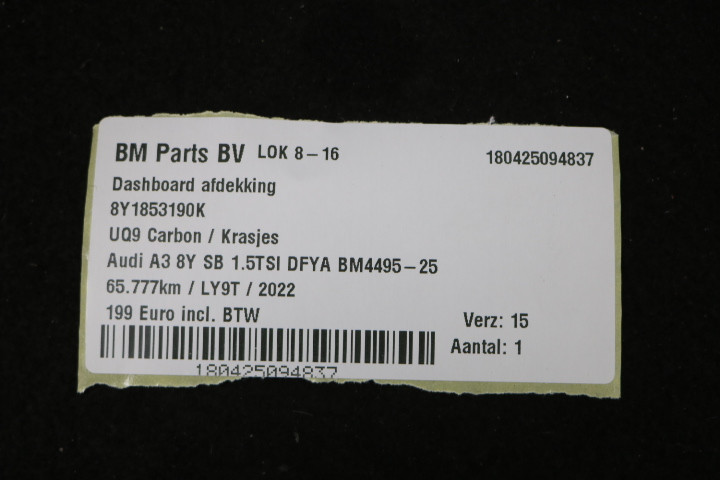 BM Parts BV LOK 8-16 180425094837
Dashboard afdekking
8Y1853190K
UQ9 Carbon / Krasjes
Audi A3 8Y SB 1.5TSI DFYA BM4495-25
65.777km / LY9T / 2022
199 Euro incl. BTW Verz: 15
Aantal: 1
180425094837